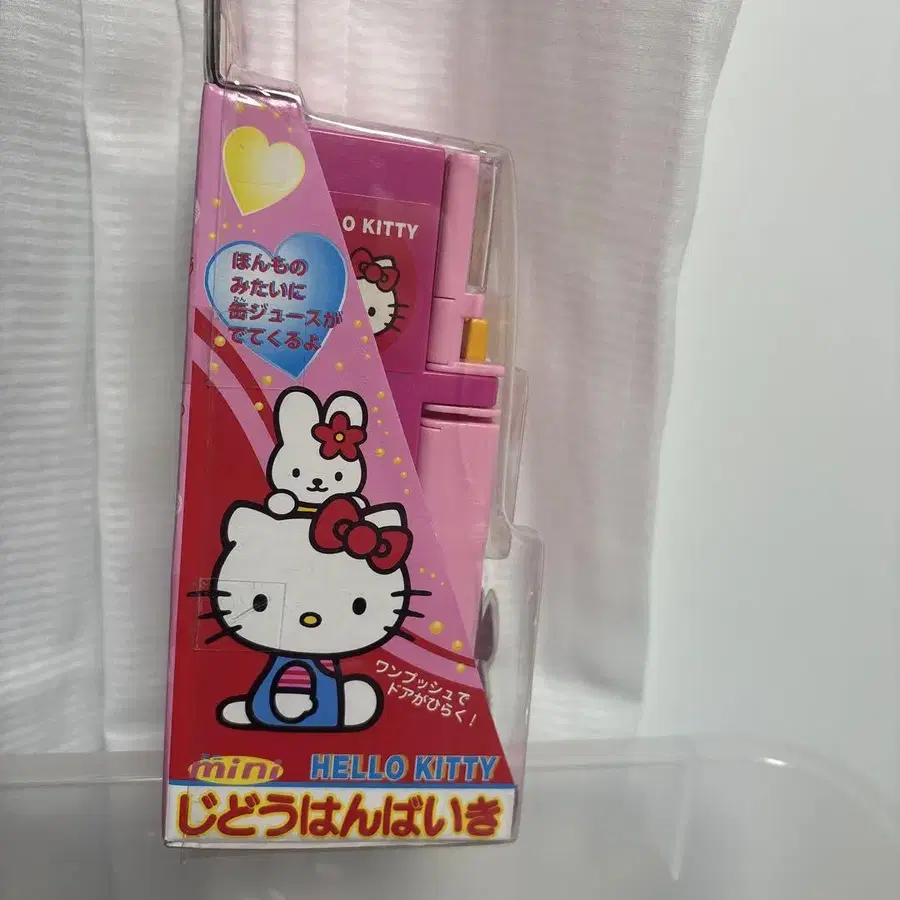 O KITTY
ほんもの
みたいに
缶ジュースが
かん
でてくるよ
ワンプッシュで
ドアがひらく!
mini
HELLO KITTY
じどうはんばいき